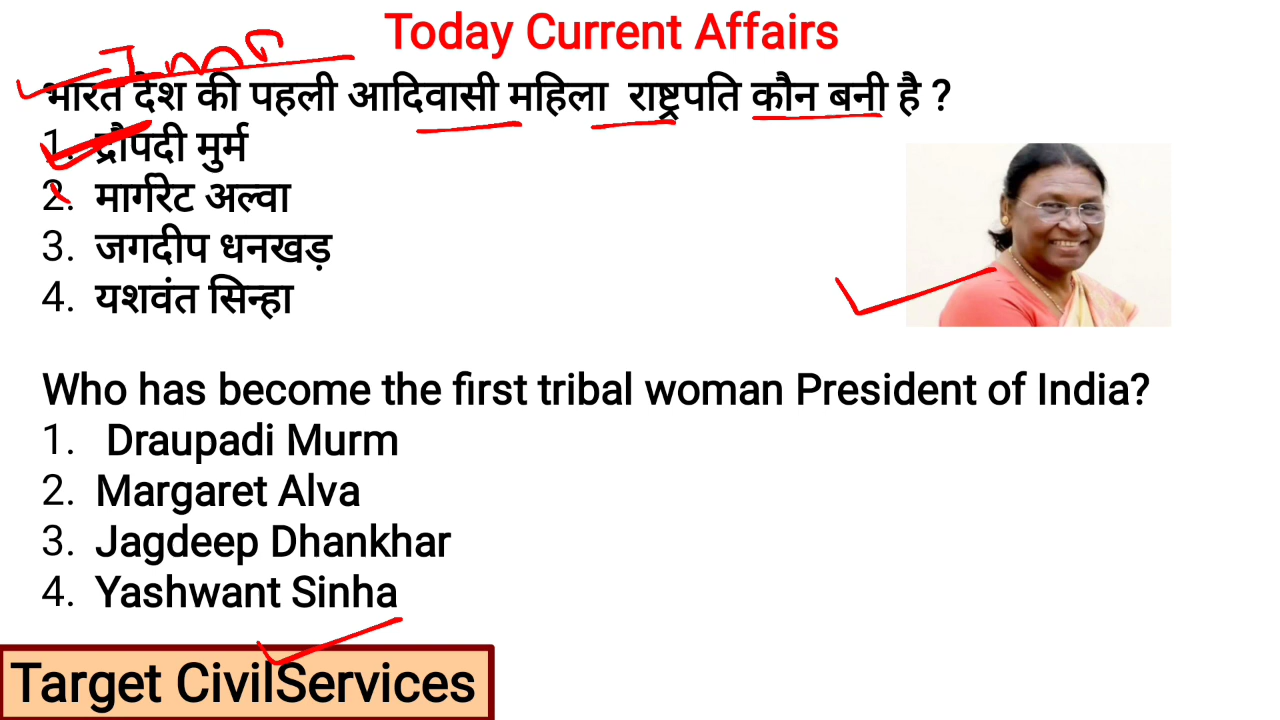 Today Current Affairs
Imp
भारत देश की पहली आदिवासी महिला राष्ट्रपति कौन बनी है ?
1. द्रौपदी मुर्म
2. मार्गरेट अल्वा
3. जगदीप धनखड़
4. यशवंत सिन्हा
Who has become the first tribal woman President of India?
1. Draupadi Murm
2. Margaret Alva
3. Jagdeep Dhankhar
4. Yashwant Sinha
Target CivilServices